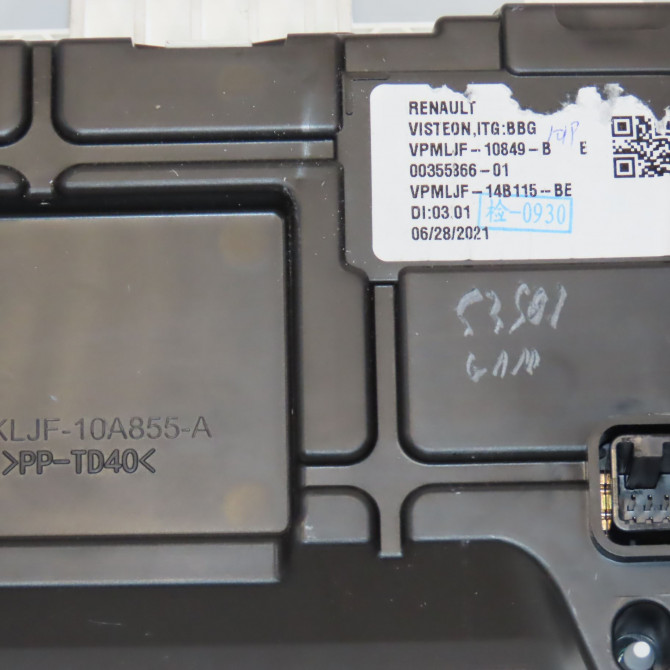 RENAULT
VISTEON,ITG:BBG
VPMLJF-10849-B E
00355366-01
VPMLJF-14B115-BE
DI:03.01 检-0930
06/28/2021
53501
KLJF-10A855-A
>PP-TD40<